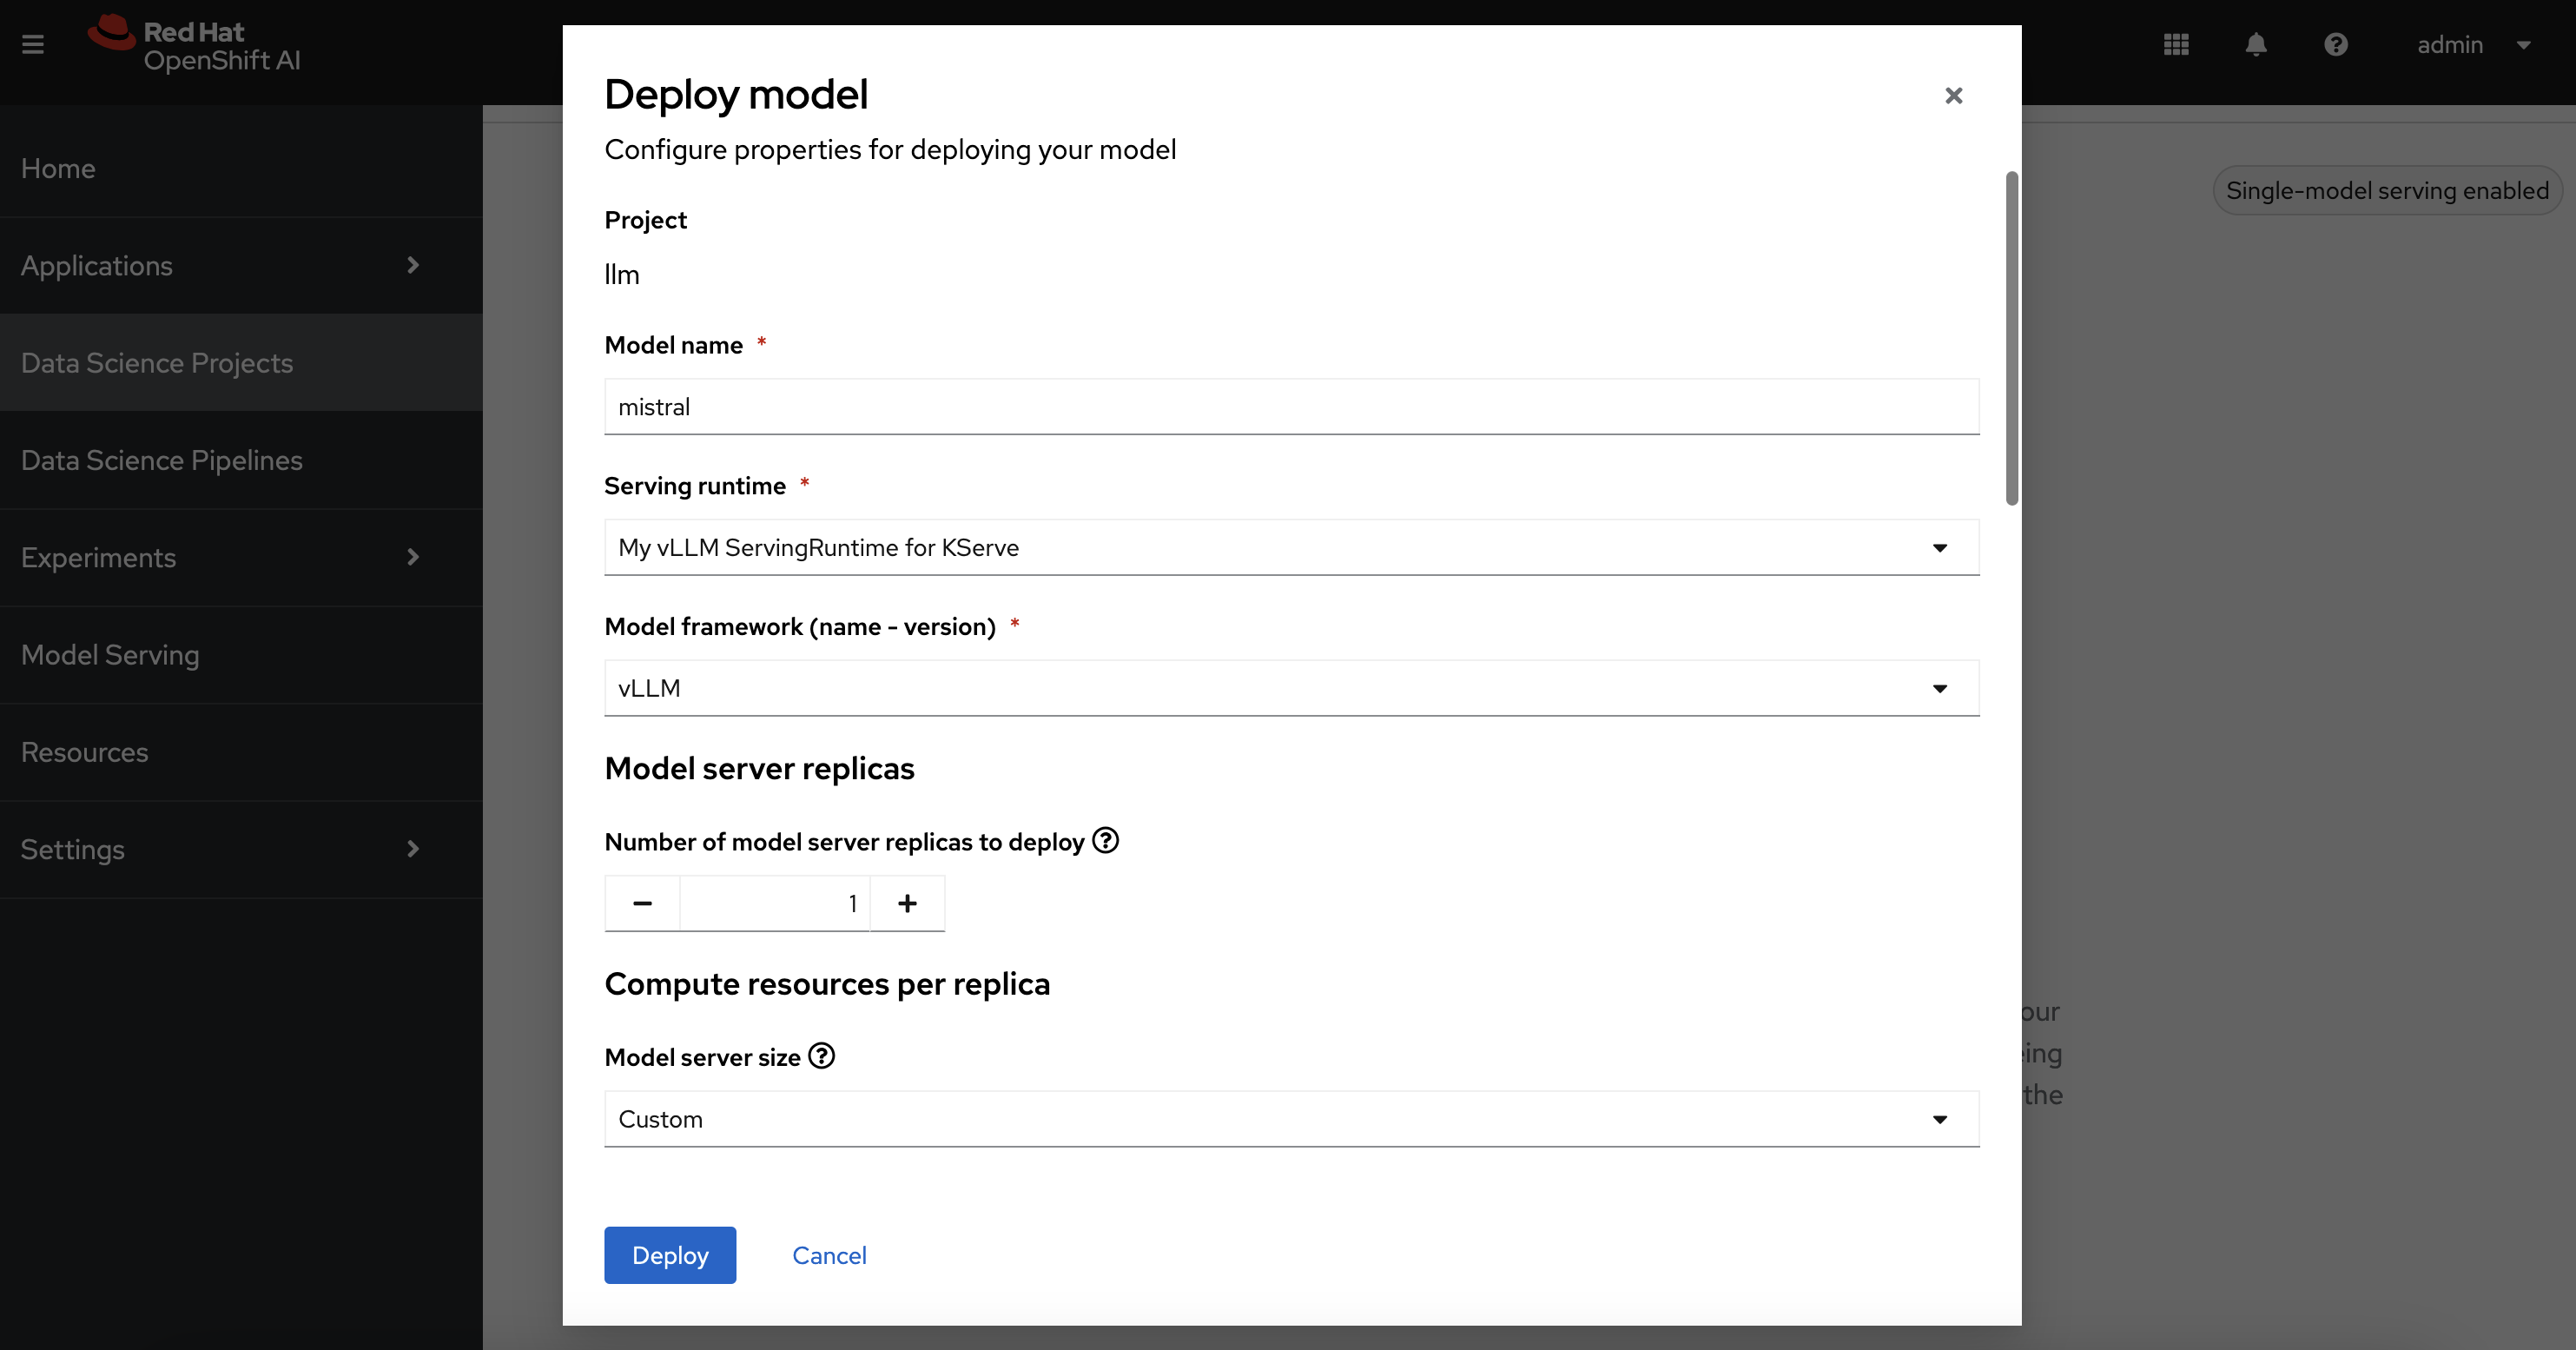 Red Hat
OpenShift AI
admin
Home
Applications
Data Science Projects
Data Science Pipelines
Experiments
Model Serving
Resources
Settings
Single-model serving enabled
Deploy model
Configure properties for deploying your model
Project
llm
Model name *
mistral
Serving runtime *
My vLLM ServingRuntime for KServe
Model framework (name - version) *
vLLM
Model server replicas
Number of model server replicas to deploy
1
Compute resources per replica
Model server size
Custom
Deploy Cancel
our
ing
the